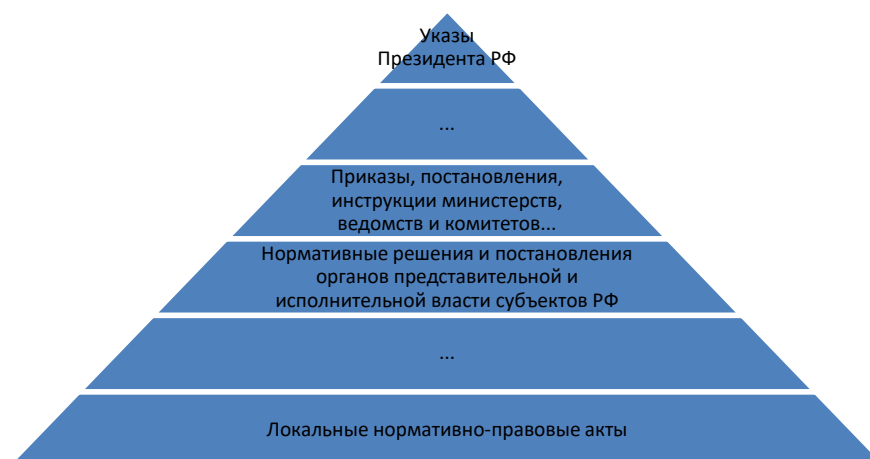 Указы
Президента РФ
...
Приказы, постановления,
инструкции министерств,
ведомств и комитетов...
Нормативные решения и постановления
органов представительной и
исполнительной власти субъектов РФ
...
Локальные нормативно-правовые акты